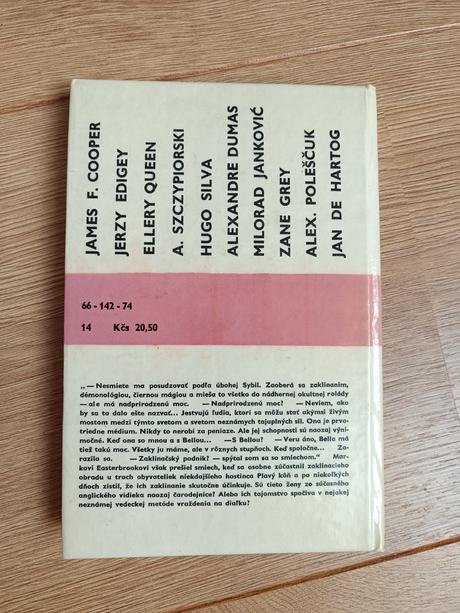 JAMES F. COOPER
JERZY EDIGEY
ELLERY QUEEN
A. SZCZYPIORSKI
HUGO SILVA
ALEXANDRE DUMAS
MILORAD JANKOVIĆ
ZANE GREY
ALEX. POLEŠČUK
JAN DE HARTOG
66 - 142 - 74
14 Kčs 20,50
„ — Nesmiete ma posudzovať podľa úbohej Sybil. Zaoberá sa zaklínaním,
démonológiou, čiernou mágiou a mieša to všetko do nádhernej okultnej rolády
— ale má nadprirodzenú moc. — Nadprirodzenú moc? — Neviem, ako
by sa to dalo ešte nazvať... Jestvujú ľudia, ktorí sa môžu stať akýmsi živým
mostom medzi týmto svetom a svetom neznámych tajuplných síl. Ona je prvo-
triedne médium. Nikdy to nerobí za peniaze. Ale jej schopnosti sú naozaj výni-
močné. Keď ona so mnou a s Bellou... — S Bellou? — Veru áno, Bella má
tiež takú moc. Všetky ju máme, ale v rôznych stupňoch. Keď spoločne... Za-
razila sa. — Zaklínačský podnik? — spýtal som sa so smiechom.“ Mar-
kovi Easterbrookovi však prešiel smiech, keď sa osobne zúčastnil zaklínacieho
obradu u troch obyvateliek niekdajšieho hostinca Plavý kôň a po niekoľkých
dňoch zistil, že ich zaklínanie skutočne účinkuje. Sú tieto ženy zo súčasného
anglického vidieka naozaj čarodejnice? Alebo ich tajomstvo spočíva v nejakej
neznámej vedeckej metóde vraždenia na diaľku?